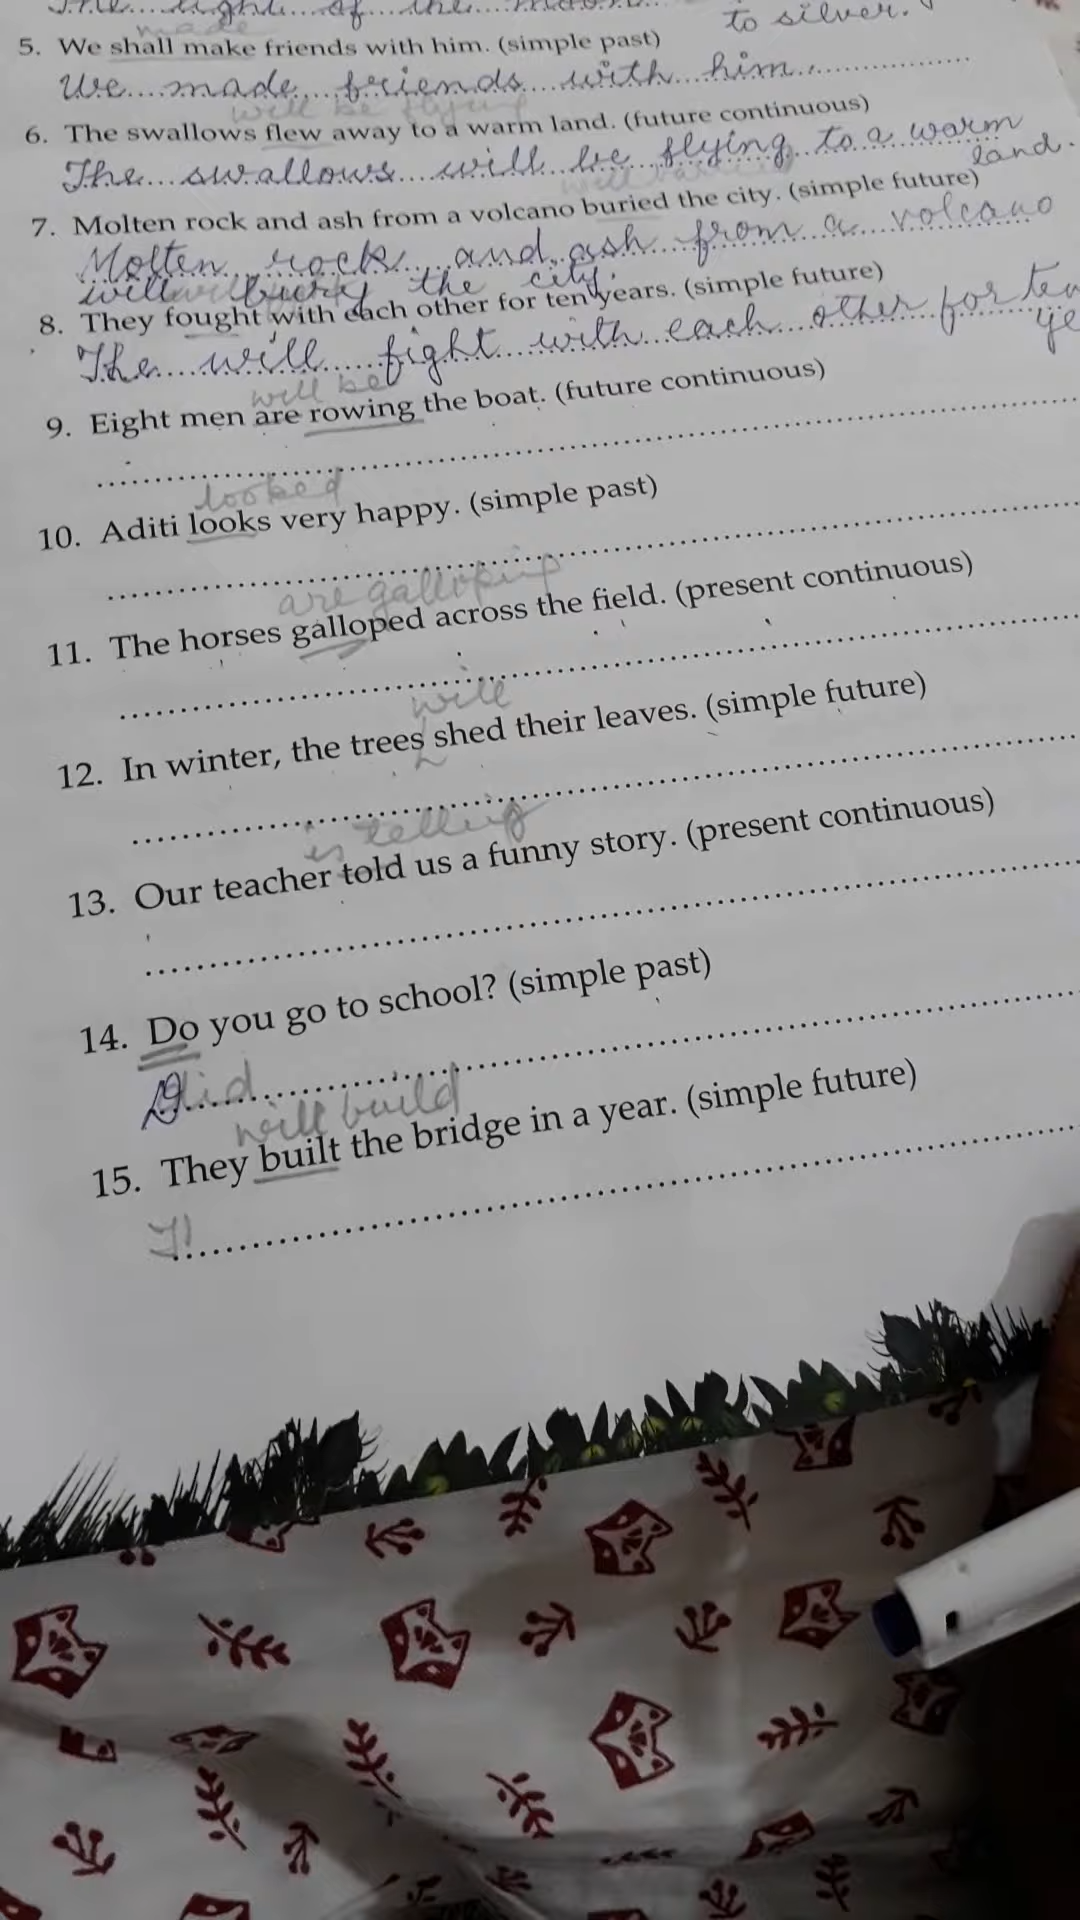 to silver.
made
5. We shall make friends with him. (simple past)
We made friends with him.
will be flying
6. The swallows flew away to a warm land. (future continuous)
The swallows will be flying to a warm
land.
7. Molten rock and ash from a volcano buried the city. (simple future)
Molten rock and ash from a volcano
will bury the city.
8. They fought with each other for ten years. (simple future)
The will fight with each other for ten
ye
will be
9. Eight men are rowing the boat. (future continuous)
looked
10. Aditi looks very happy. (simple past)
are galloping
11. The horses galloped across the field. (present continuous)
will
12. In winter, the trees shed their leaves. (simple future)
is telling
13. Our teacher told us a funny story. (present continuous)
14. Do you go to school? (simple past)
Did
will build
15. They built the bridge in a year. (simple future)